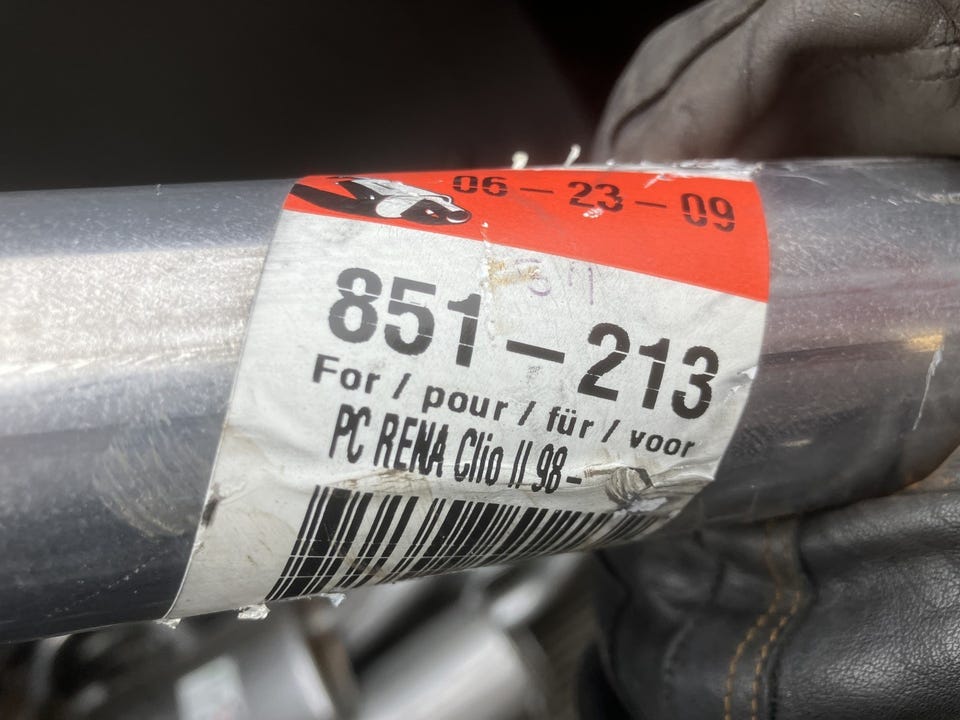 06-23-09
851-213
For / pour / für / voor
PC RENA Clio II 98-